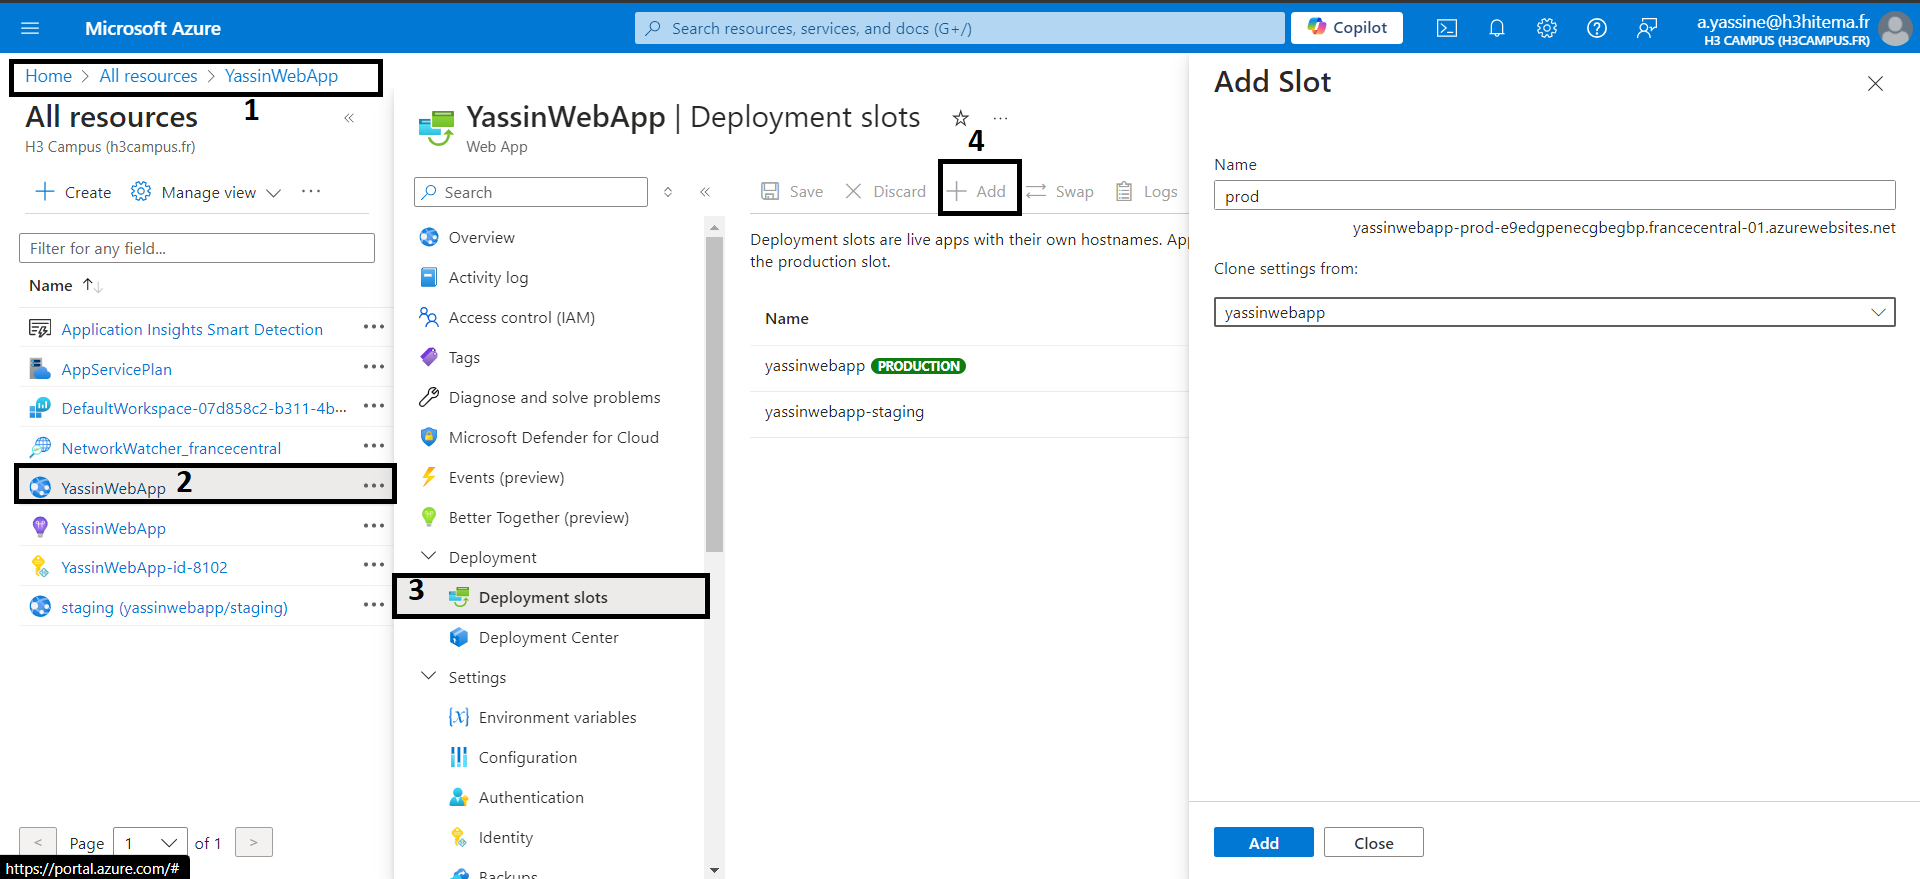 Microsoft Azure
Search resources, services, and docs (G+/)
Copilot
a.yassine@h3hitema.fr
H3 CAMPUS (H3CAMPUS.FR)
Home > All resources > YassinWebApp
1
All resources
«
H3 Campus (h3campus.fr)
Create
Manage view
...
Filter for any field...
Name
Application Insights Smart Detection
AppServicePlan
DefaultWorkspace-07d858c2-b311-4b...
NetworkWatcher_francecentral
YassinWebApp 2
YassinWebApp
YassinWebApp-id-8102
staging (yassinwebapp/staging)
< Page 1 of 1 >
https://portal.azure.com/#
YassinWebApp | Deployment slots
...
Web App
4
Search
«
Overview
Activity log
Access control (IAM)
Tags
Diagnose and solve problems
Microsoft Defender for Cloud
Events (preview)
Better Together (preview)
Deployment
3 Deployment slots
Deployment Center
Settings
Environment variables
Configuration
Authentication
Identity
Backups
Save
Discard
Add
Swap
Logs
Deployment slots are live apps with their own hostnames. App
the production slot.
Name
yassinwebapp PRODUCTION
yassinwebapp-staging
Add Slot
Name
prod
yassinwebapp-prod-e9edgpenecgbegbp.francecentral-01.azurewebsites.net
Clone settings from:
yassinwebapp
Add
Close